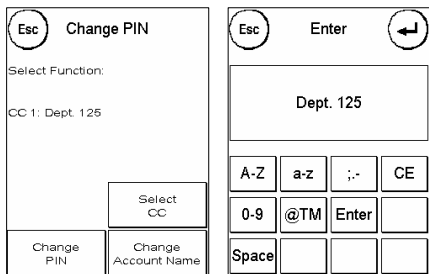 Esc Change PIN
Select Function:
CC 1: Dept. 125
Select
CC
Change
PIN
Change
Account Name
Esc Enter
Dept. 125
A-Z a-z ;.- CE
0-9 @TM Enter
Space